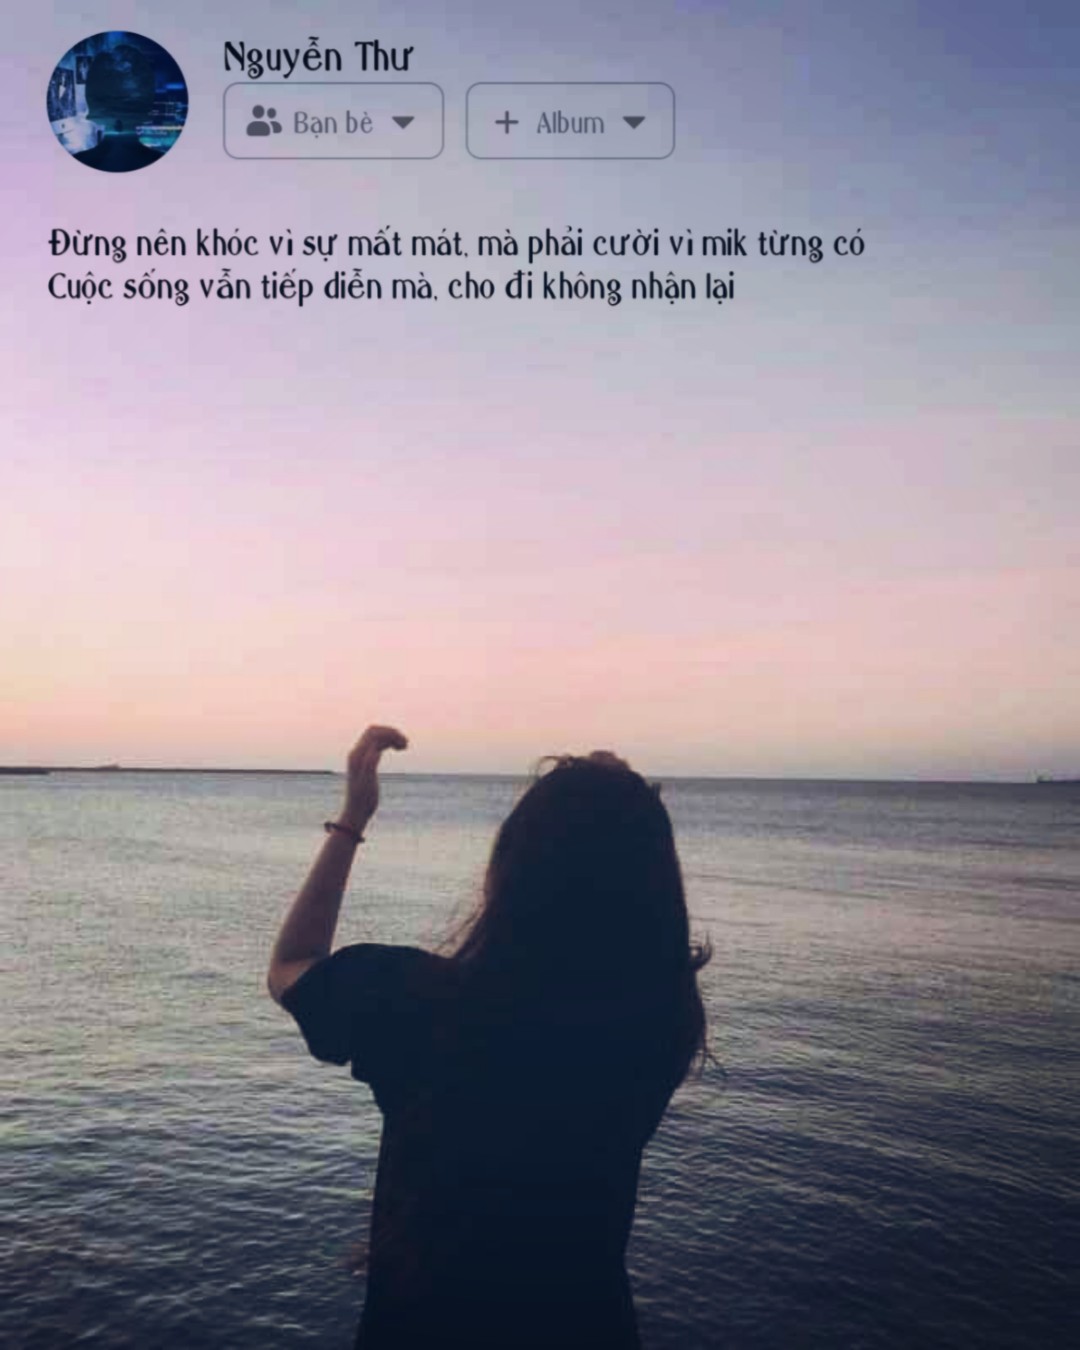 Nguyễn Thư
Bạn bè
+ Album
Đừng nên khóc vì sự mất mát, mà phải cười vì mik từng có
Cuộc sống vẫn tiếp diễn mà, cho đi không nhận lại